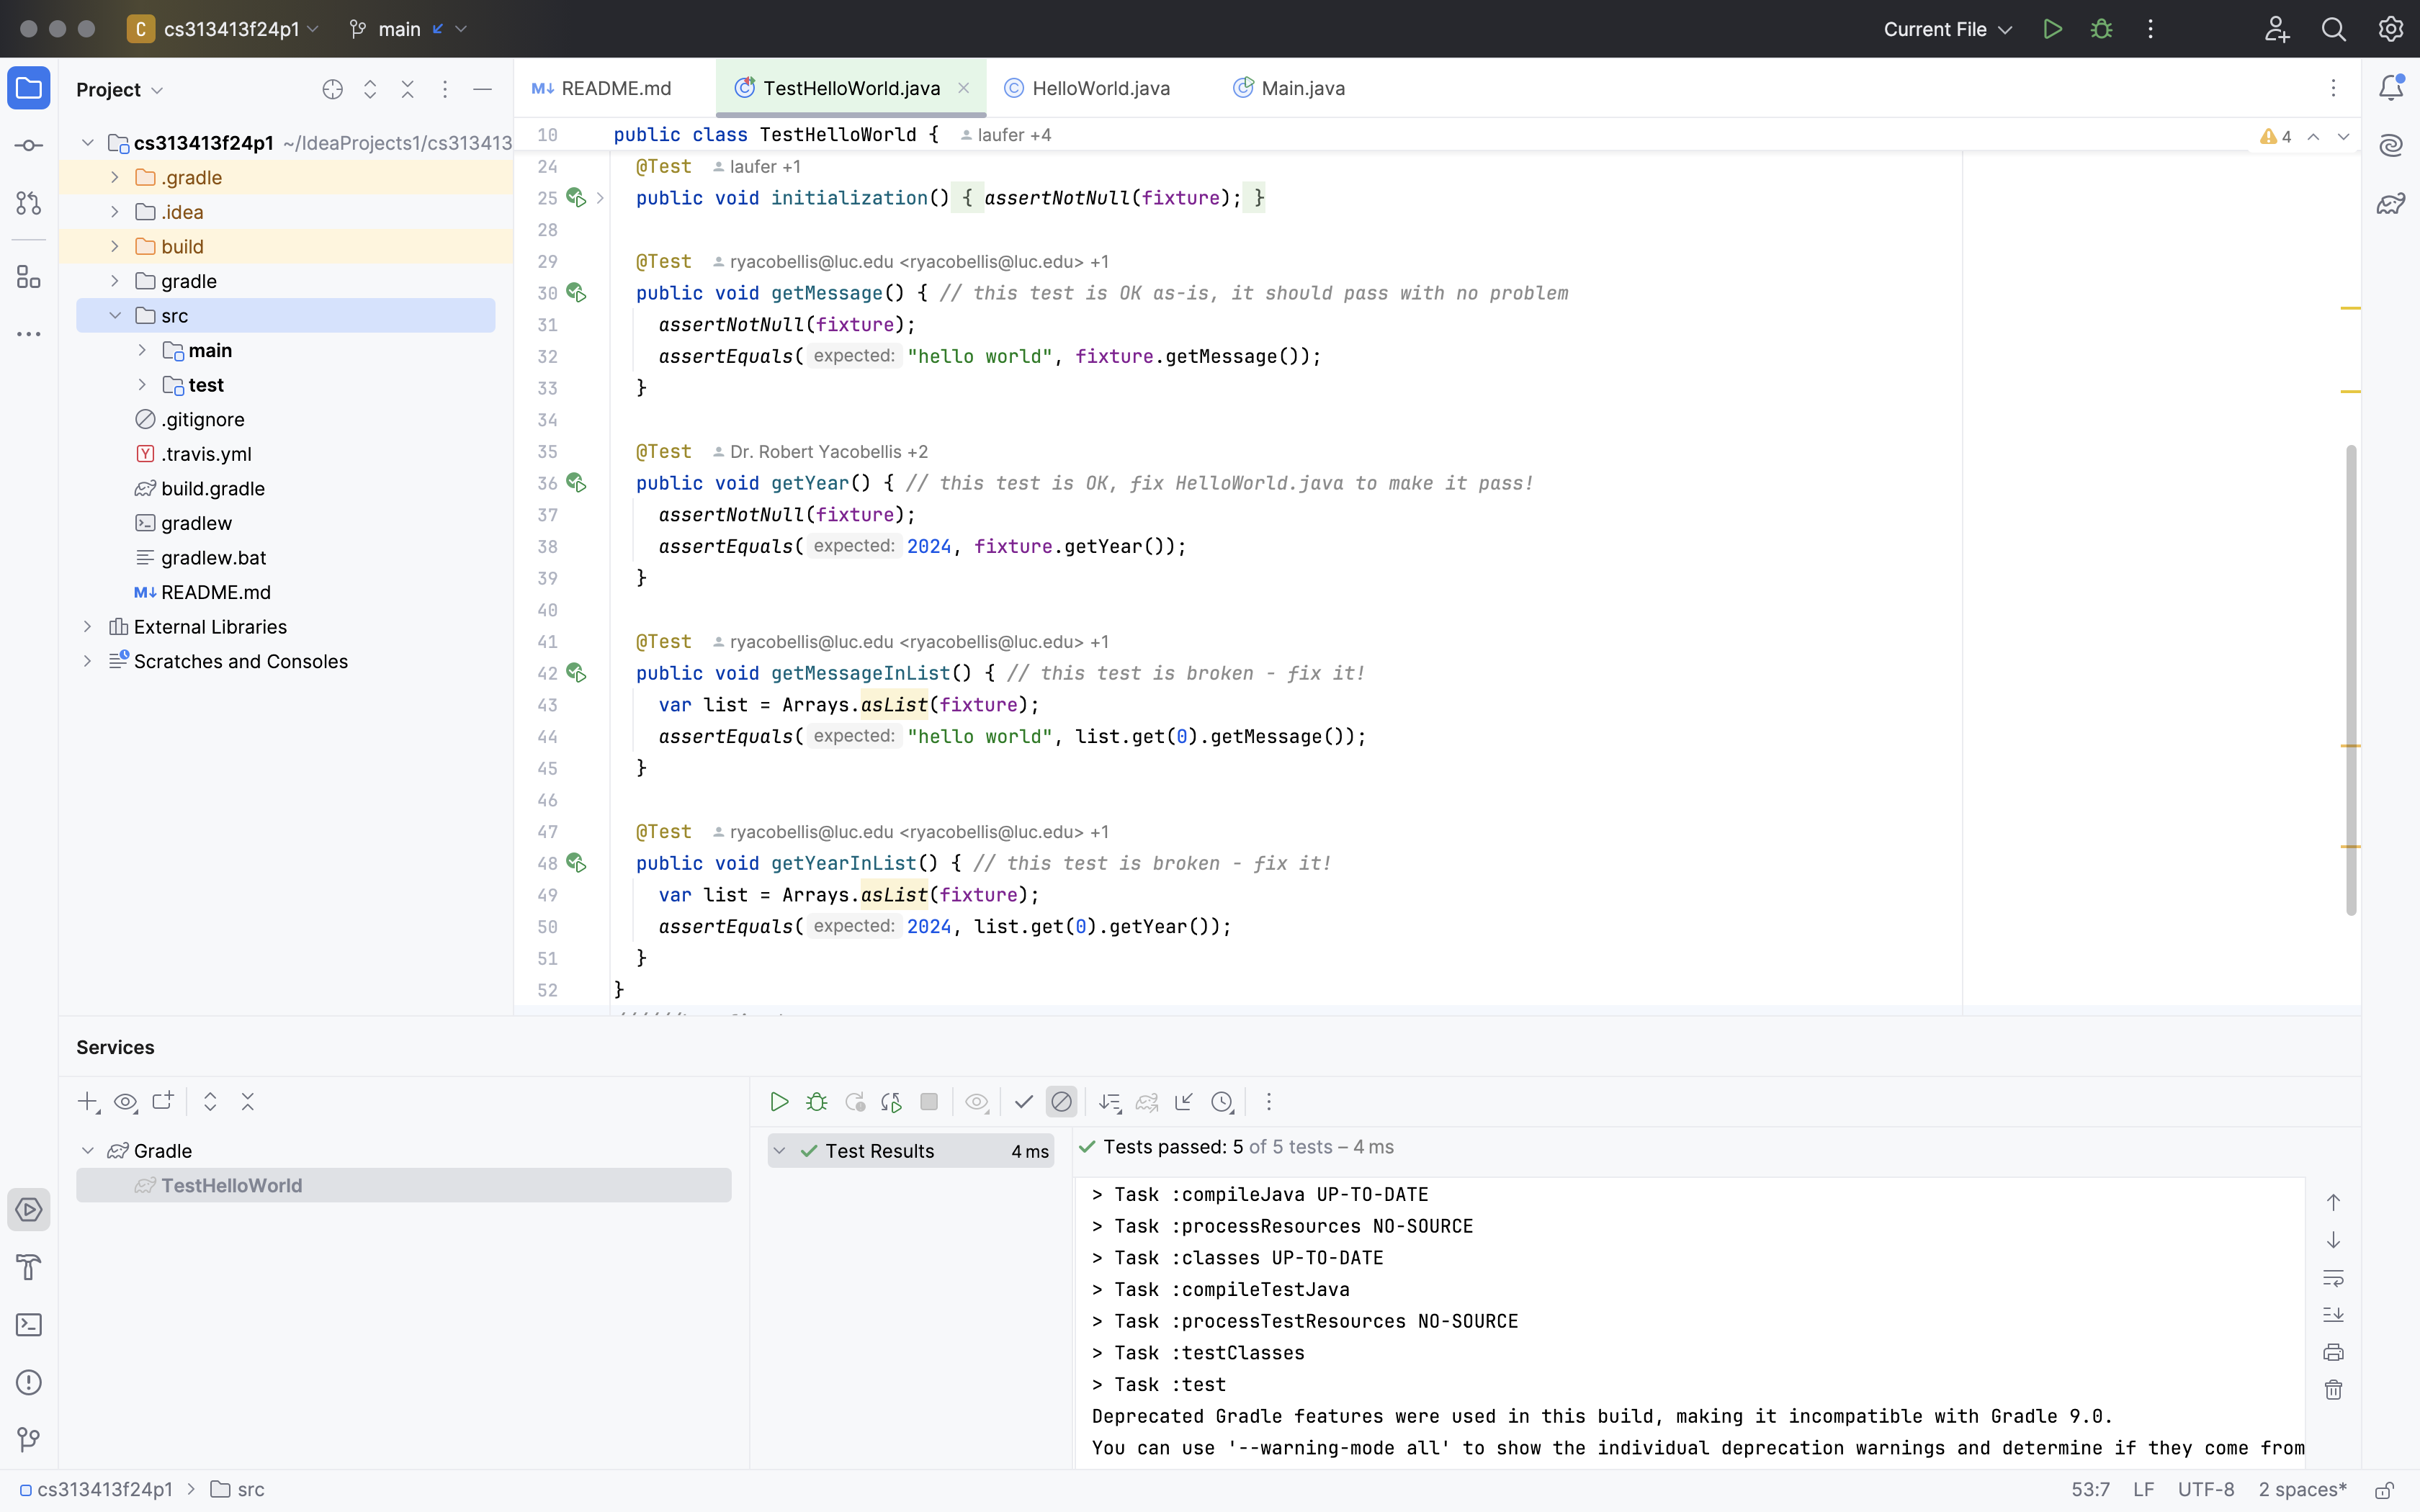 C cs313413f24p1 main Current File
Project
README.md TestHelloWorld.java HelloWorld.java Main.java
cs313413f24p1 ~/IdeaProjects1/cs313413
.gradle
.idea
build
gradle
src
main
test
.gitignore
.travis.yml
build.gradle
gradlew
gradlew.bat
M↓ README.md
External Libraries
Scratches and Consoles
10 public class TestHelloWorld { laufer +4
4
24 @Test laufer +1
25 public void initialization() { assertNotNull(fixture); }
28
29 @Test ryacobellis@luc.edu <ryacobellis@luc.edu> +1
30 public void getMessage() { // this test is OK as-is, it should pass with no problem
31 assertNotNull(fixture);
32 assertEquals( expected: "hello world", fixture.getMessage());
33 }
34
35 @Test Dr. Robert Yacobellis +2
36 public void getYear() { // this test is OK, fix HelloWorld.java to make it pass!
37 assertNotNull(fixture);
38 assertEquals( expected: 2024, fixture.getYear());
39 }
40
41 @Test ryacobellis@luc.edu <ryacobellis@luc.edu> +1
42 public void getMessageInList() { // this test is broken - fix it!
43 var list = Arrays.asList(fixture);
44 assertEquals( expected: "hello world", list.get(0).getMessage());
45 }
46
47 @Test ryacobellis@luc.edu <ryacobellis@luc.edu> +1
48 public void getYearInList() { // this test is broken - fix it!
49 var list = Arrays.asList(fixture);
50 assertEquals( expected: 2024, list.get(0).getYear());
51 }
52 }
Services
Gradle
TestHelloWorld
Test Results 4 ms
Tests passed: 5 of 5 tests – 4 ms
> Task :compileJava UP-TO-DATE
> Task :processResources NO-SOURCE
> Task :classes UP-TO-DATE
> Task :compileTestJava
> Task :processTestResources NO-SOURCE
> Task :testClasses
> Task :test
Deprecated Gradle features were used in this build, making it incompatible with Gradle 9.0.
You can use '--warning-mode all' to show the individual deprecation warnings and determine if they come from
cs313413f24p1 > src
53:7 LF UTF-8 2 spaces*